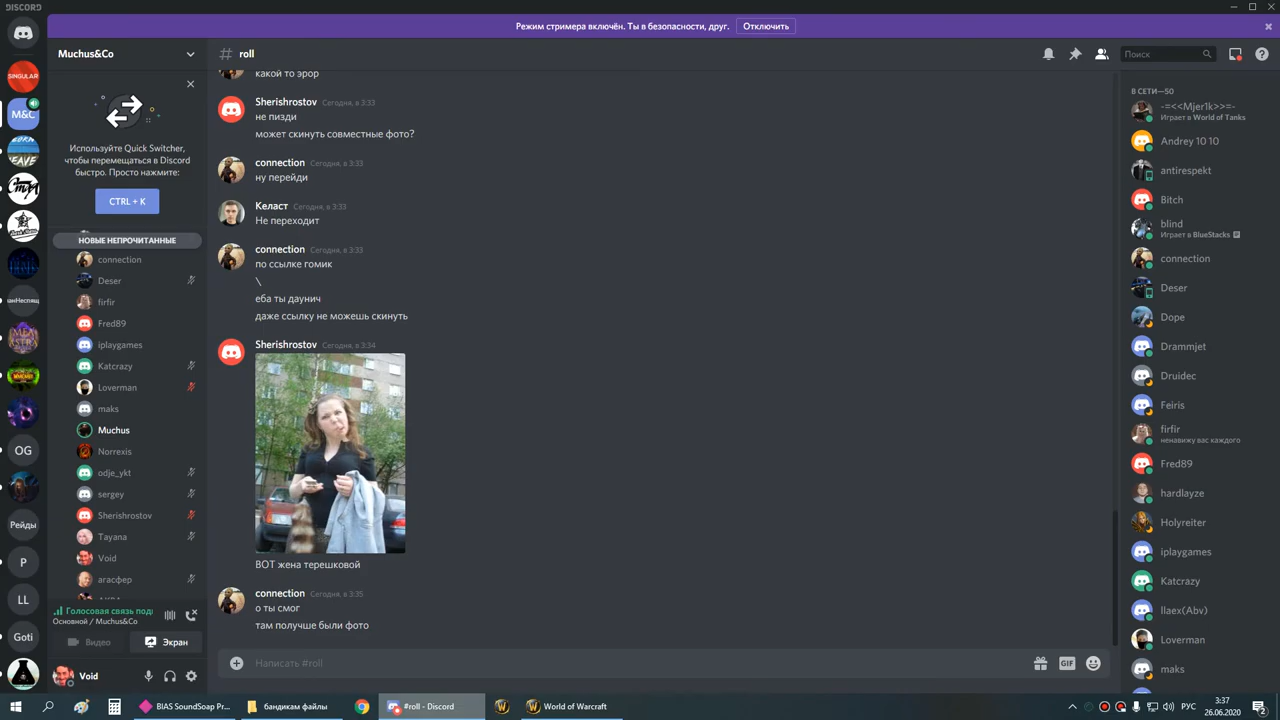 DISCORD
Режим стримера включён. Ты в безопасности, друг.
Отключить
Muchus&Co
roll
Поиск
SINGULAR
M&C
OG
Рейды
P
LL
Goti
Используйте Quick Switcher,
чтобы перемещаться в Discord
быстро. Просто нажмите:
CTRL + K
НОВЫЕ НЕПРОЧИТАННЫЕ
connection
Deser
firfir
Fred89
iplaygames
Katcrazy
Loverman
maks
Muchus
Norrexis
odje_ykt
sergey
Sherishrostov
Tayana
Void
агасфер
Голосовая связь под
Основной / Muchus&Co
Видео
Экран
Void
какой то эрор
Sherishrostov Сегодня, в 3:33
не пизди
может скинуть совместные фото?
connection Сегодня, в 3:33
ну перейди
Келаст Сегодня, в 3:33
Не переходит
connection Сегодня, в 3:33
по ссылке гомик
\
еба ты даунич
даже ссылку не можешь скинуть
Sherishrostov Сегодня, в 3:34
ВОТ жена терешковой
connection Сегодня, в 3:35
о ты смог
там получше были фото
Написать #roll
GIF
В СЕТИ—50
-=<<Mjer1k>>=-
Играет в World of Tanks
Andrey 10 10
antirespekt
Bitch
blind
Играет в BlueStacks
connection
Deser
Dope
Drammjet
Druidec
Feiris
firfir
ненавижу вас каждого
Fred89
hardlayze
Holyreiter
iplaygames
Katcrazy
llaex(Abv)
Loverman
maks
BIAS SoundSoap Pr...
бандикам файлы
#roll - Discord
World of Warcraft
РУС
3:37
26.06.2020